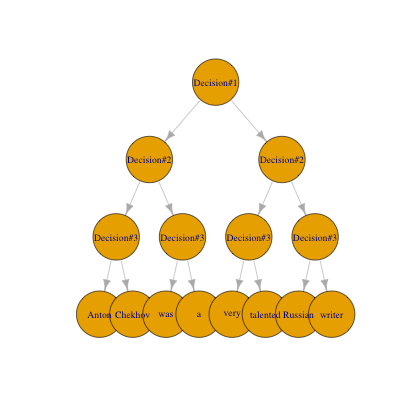 Decision#1
Decision#2 Decision#2
Decision#3 Decision#3 Decision#3 Decision#3
Anton Chekhov was a very talented Russian writer